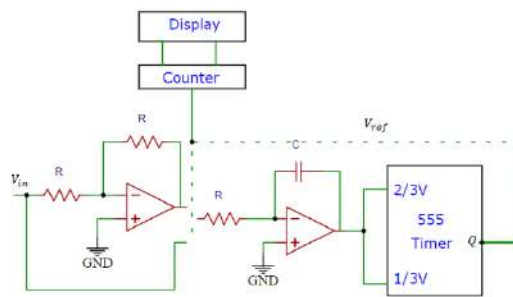 Display
Counter
R
V_ref
C
V_in
R
R
2/3V
555
Timer
Q
1/3V
GND
GND